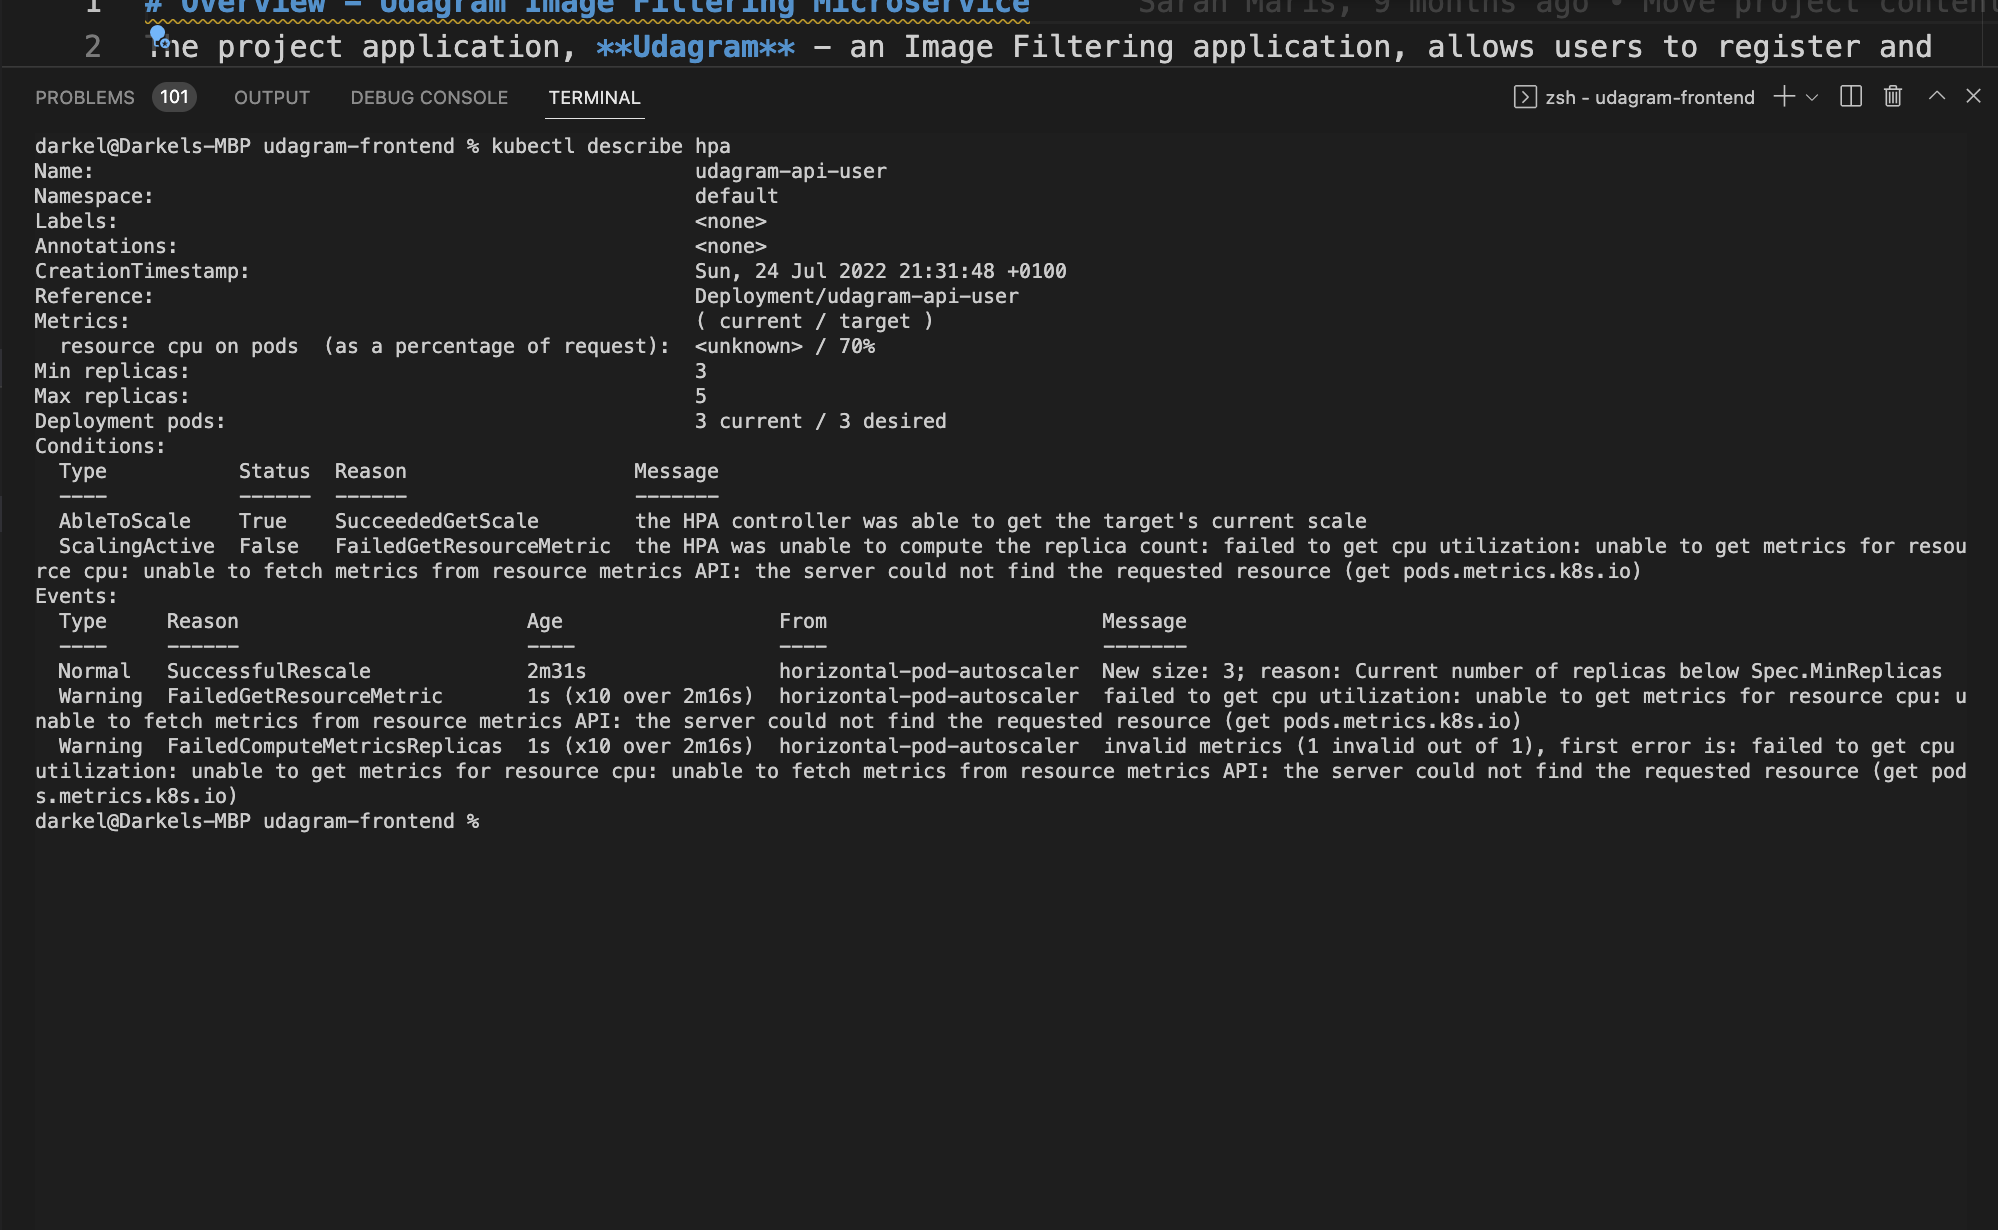 1 # Overview - Udagram Image Filtering Microservice Sarah Maris, 9 months ago • Move project conten
2 The project application, **Udagram** - an Image Filtering application, allows users to register and
PROBLEMS 101 OUTPUT DEBUG CONSOLE TERMINAL zsh - udagram-frontend
darkel@Darkels-MBP udagram-frontend % kubectl describe hpa
Name: udagram-api-user
Namespace: default
Labels: <none>
Annotations: <none>
CreationTimestamp: Sun, 24 Jul 2022 21:31:48 +0100
Reference: Deployment/udagram-api-user
Metrics: ( current / target )
resource cpu on pods (as a percentage of request): <unknown> / 70%
Min replicas: 3
Max replicas: 5
Deployment pods: 3 current / 3 desired
Conditions:
Type Status Reason Message
---- ------ ------ -------
AbleToScale True SucceededGetScale the HPA controller was able to get the target's current scale
ScalingActive False FailedGetResourceMetric the HPA was unable to compute the replica count: failed to get cpu utilization: unable to get metrics for resou
rce cpu: unable to fetch metrics from resource metrics API: the server could not find the requested resource (get pods.metrics.k8s.io)
Events:
Type Reason Age From Message
---- ------ ---- ---- -------
Normal SuccessfulRescale 2m31s horizontal-pod-autoscaler New size: 3; reason: Current number of replicas below Spec.MinReplicas
Warning FailedGetResourceMetric 1s (x10 over 2m16s) horizontal-pod-autoscaler failed to get cpu utilization: unable to get metrics for resource cpu: u
nable to fetch metrics from resource metrics API: the server could not find the requested resource (get pods.metrics.k8s.io)
Warning FailedComputeMetricsReplicas 1s (x10 over 2m16s) horizontal-pod-autoscaler invalid metrics (1 invalid out of 1), first error is: failed to get cpu
utilization: unable to get metrics for resource cpu: unable to fetch metrics from resource metrics API: the server could not find the requested resource (get pod
s.metrics.k8s.io)
darkel@Darkels-MBP udagram-frontend %